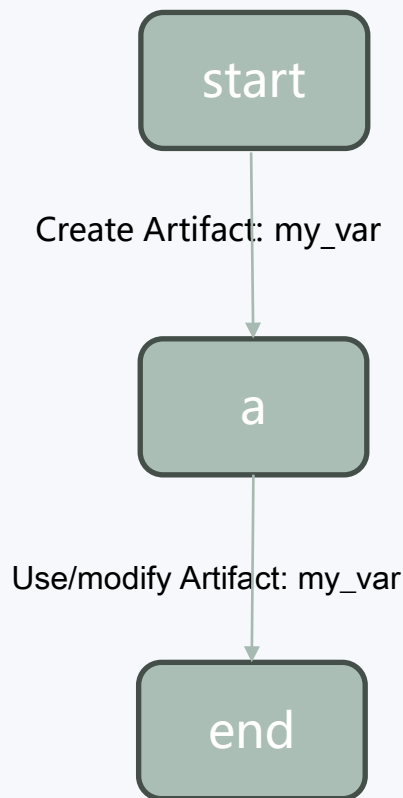 start
Create Artifact: my_var
a
Use/modify Artifact: my_var
end